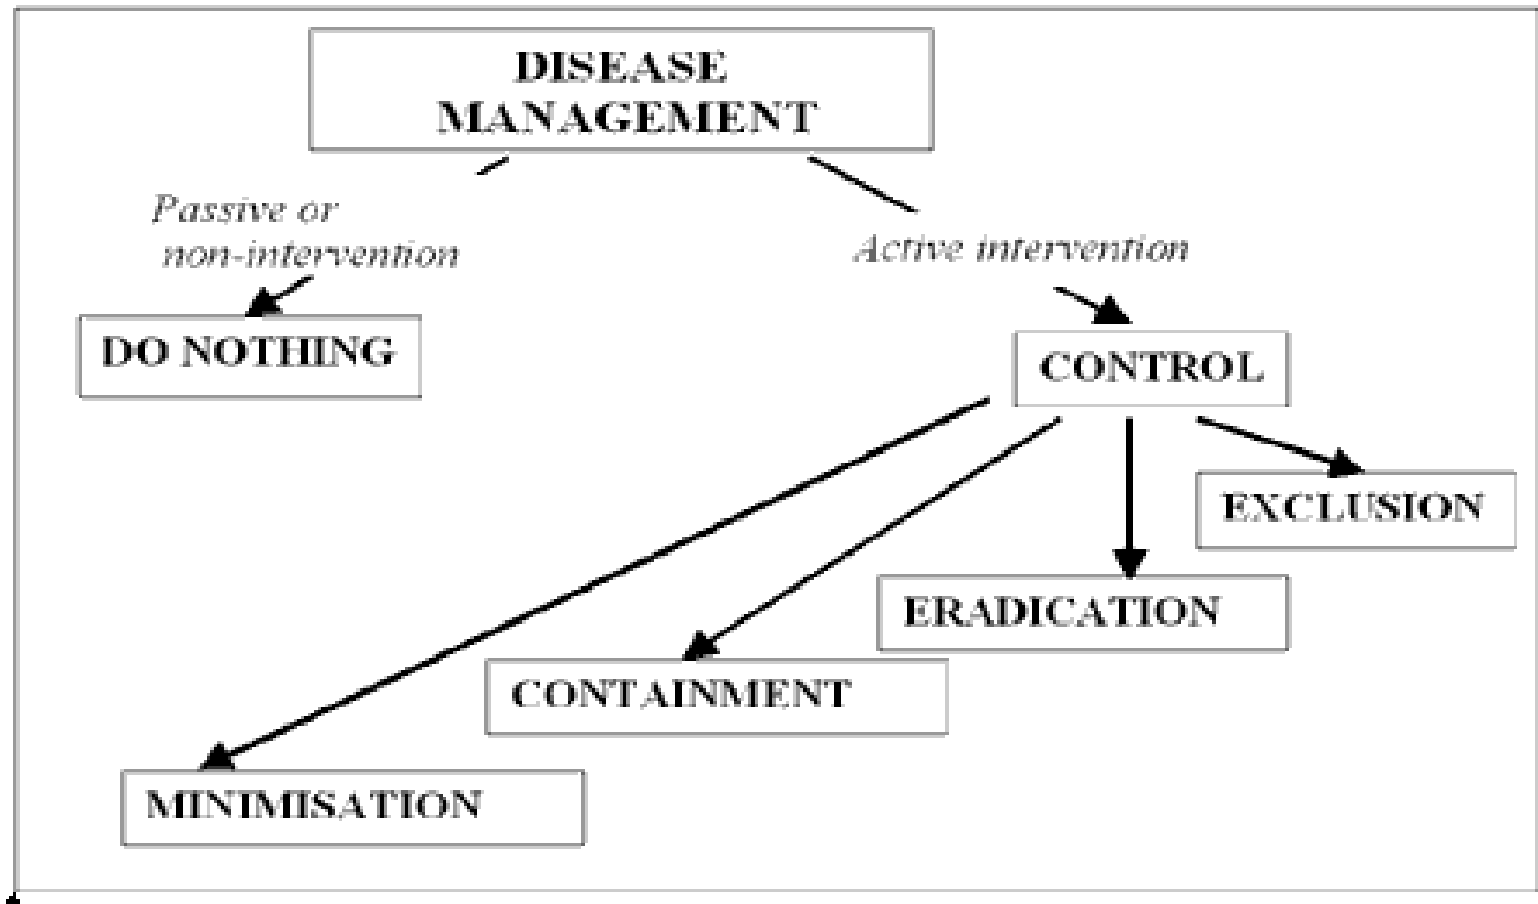 DISEASE
MANAGEMENT
Passive or
non-intervention
Active intervention
DO NOTHING
CONTROL
EXCLUSION
ERADICATION
CONTAINMENT
MINIMISATION